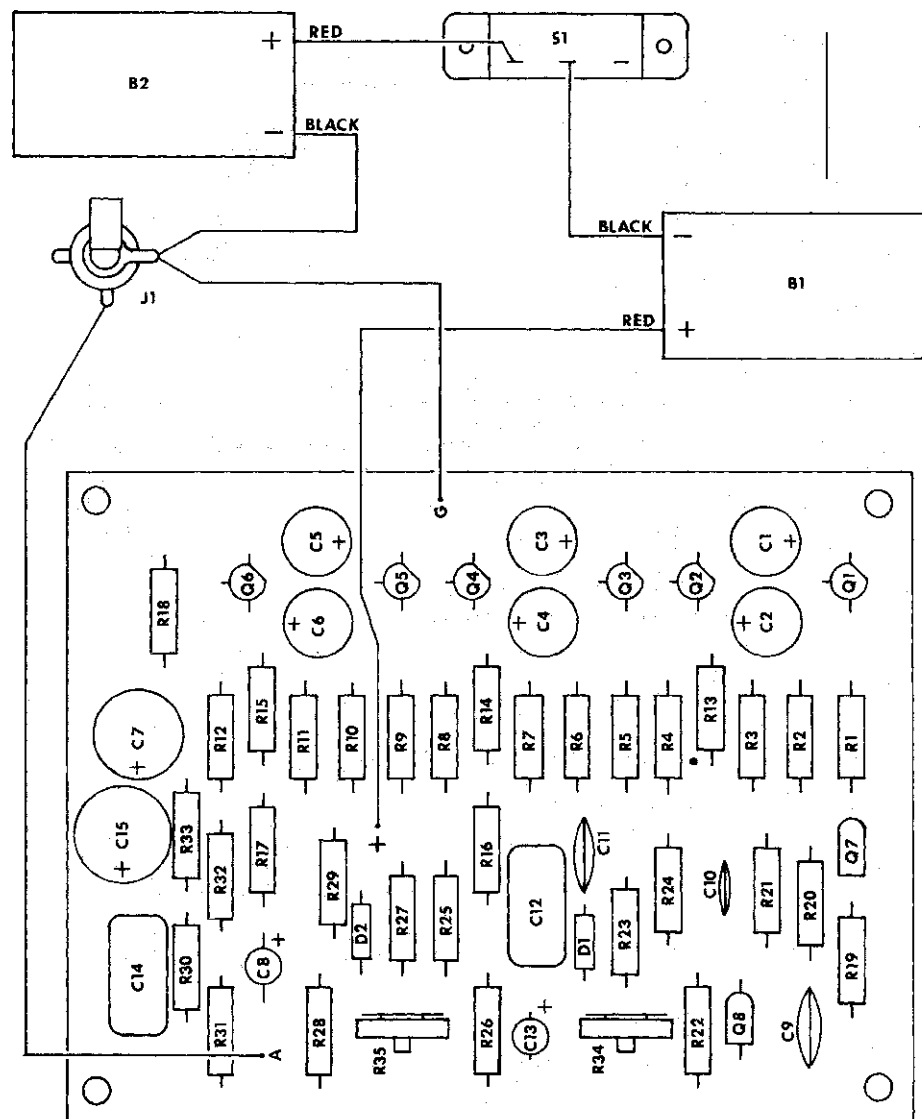 B2
+
RED
S1
−
BLACK
J1
BLACK
−
B1
RED
+
G
C5
+
C3
+
C1
+
Q6
Q5
Q4
Q3
Q2
Q1
R18
+
C6
+
C4
+
C2
C7
+
R12
R15
R11
R10
R9
R8
R14
R7
R6
R5
R4
R13
R3
R2
R1
C15
+
R33
R32
R17
R29
+
R16
C11
R24
C10
R21
R20
Q7
D2
R27
R25
C12
D1
R23
R19
C14
R30
C8
+
R31
A
R28
R35
R26
C13
+
R34
R22
Q8
C9